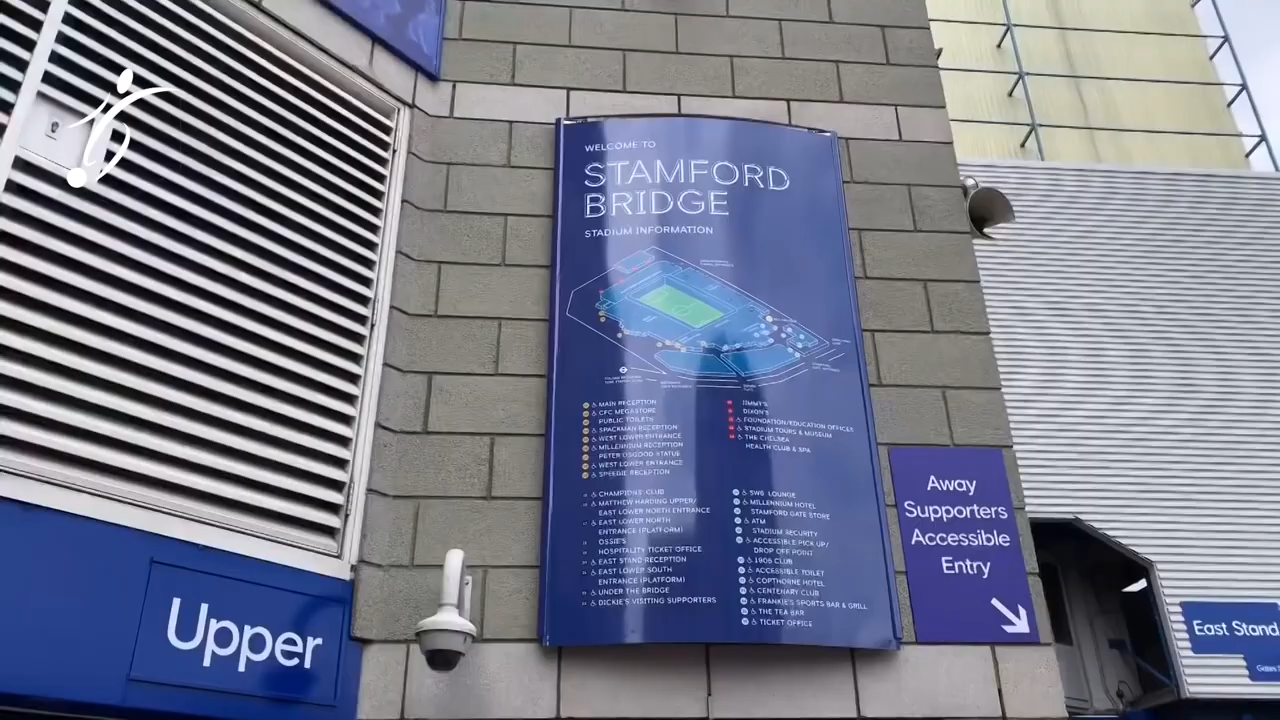 WELCOME TO
STAMFORD
BRIDGE
STADIUM INFORMATION
MAIN RECEPTION
CFC MEGASTORE
PUBLIC TOILETS
SPACKMAN RECEPTION
WEST LOWER ENTRANCE
MILLENNIUM RECEPTION
PETER OSGOOD STATUE
WEST LOWER ENTRANCE
SPEEDIE RECEPTION
JIMMY'S
DIXON'S
FOUNDATION/EDUCATION OFFICES
STADIUM TOURS & MUSEUM
THE CHELSEA
HEALTH CLUB & SPA
CHAMPIONS' CLUB
MATTHEW HARDING UPPER/
EAST LOWER NORTH ENTRANCE
EAST LOWER NORTH
ENTRANCE (PLATFORM)
OSSIE'S
HOSPITALITY TICKET OFFICE
EAST STAND RECEPTION
EAST LOWER SOUTH
ENTRANCE (PLATFORM)
UNDER THE BRIDGE
DICKIE'S VISITING SUPPORTERS
SW6 LOUNGE
MILLENNIUM HOTEL
STAMFORD GATE STORE
ATM
STADIUM SECURITY
ACCESSIBLE PICK UP/
DROP OFF POINT
1905 CLUB
ACCESSIBLE TOILET
COPTHORNE HOTEL
CENTENARY CLUB
FRANKIE'S SPORTS BAR & GRILL
THE TEA BAR
TICKET OFFICE
Away
Supporters
Accessible
Entry
Upper
East Stand
Gates